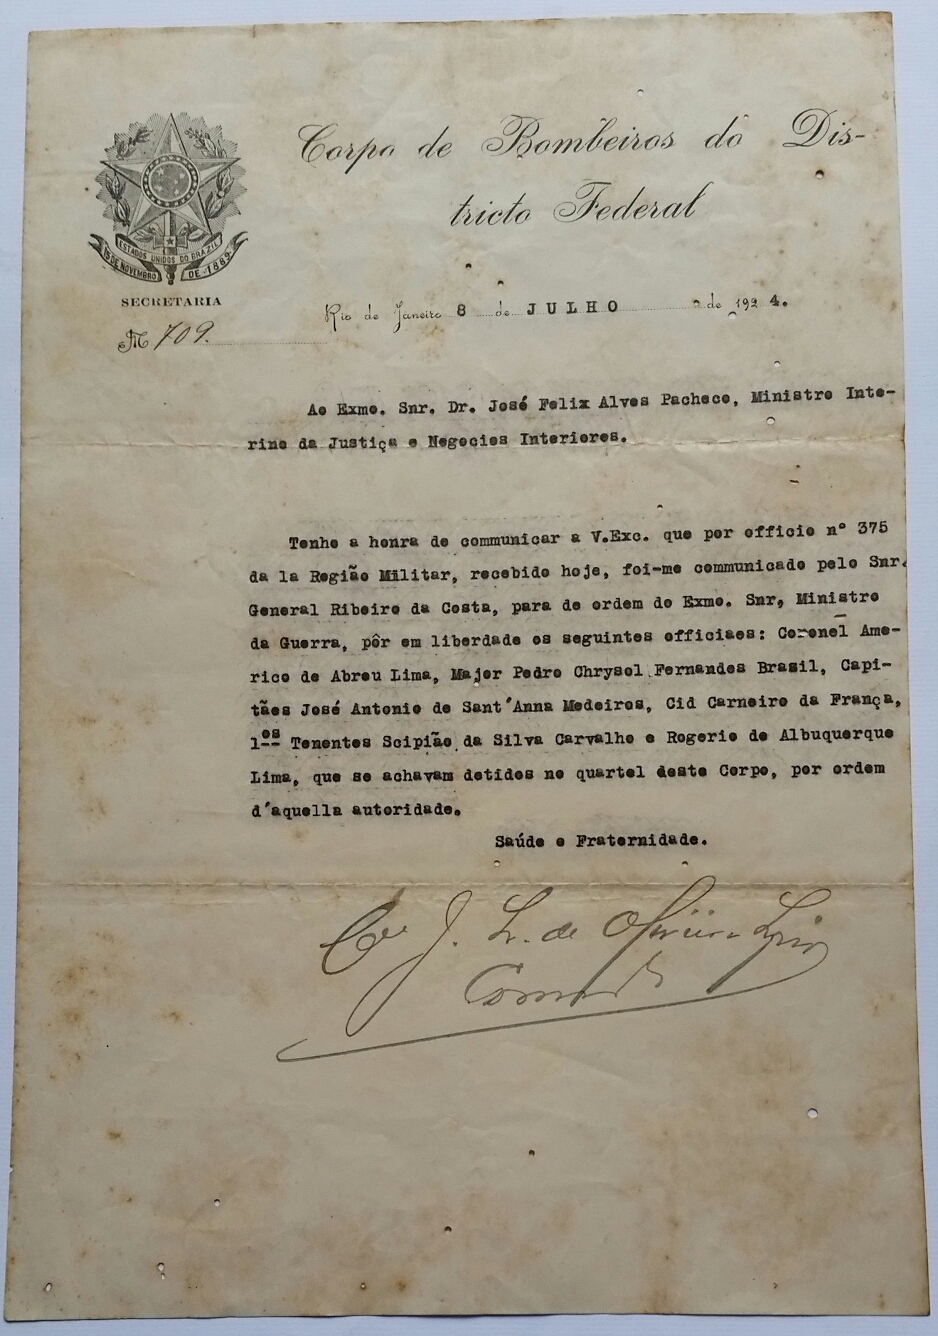 Corpo de Bombeiros do Dis-
tricto Federal
ESTADOS UNIDOS DO BRAZIL
15 DE NOVEMBRO DE 1889
SECRETARIA
Rio de Janeiro 8 de JULHO de 1924.
Nº 709.
Ao Exmo. Snr. Dr. José Felix Alves Pacheco, Ministro Inte-
rino da Justiça e Negocios Interiores.
Tenho a honra de communicar a V.Exc. que por officio nº 375
da 1a Região Militar, recebido hoje, foi-me communicado pelo Snr.
General Ribeiro da Costa, para de ordem do Exmo. Snr, Ministro
da Guerra, pôr em liberdade os seguintes officiaes: Coronel Ame-
rico de Abreu Lima, Major Pedro Chrysol Fernandes Brasil, Capi-
tães José Antonio de Sant'Anna Medeiros, Cid Carneiro da França,
1os Tenentes Scipião da Silva Carvalho e Rogerio de Albuquerque
Lima, que se achavam detidos no quartel deste Corpo, por ordem
d'aquella autoridade.
Saúde e Fraternidade.
J. L. de Oliveira